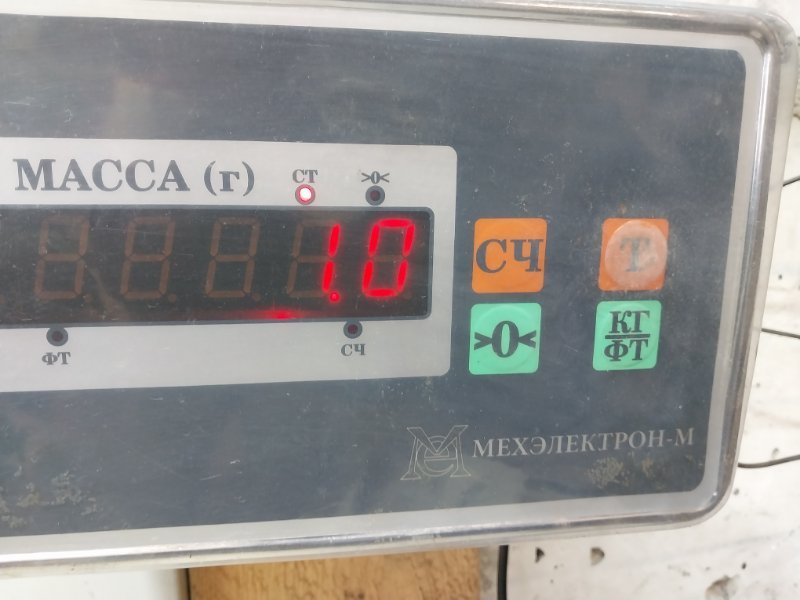 МАССА (г)
СТ
>0<
1.0
ФТ
СЧ
СЧ
Т
>0<
КГ
ФТ
МЕХЭЛЕКТРОН-М